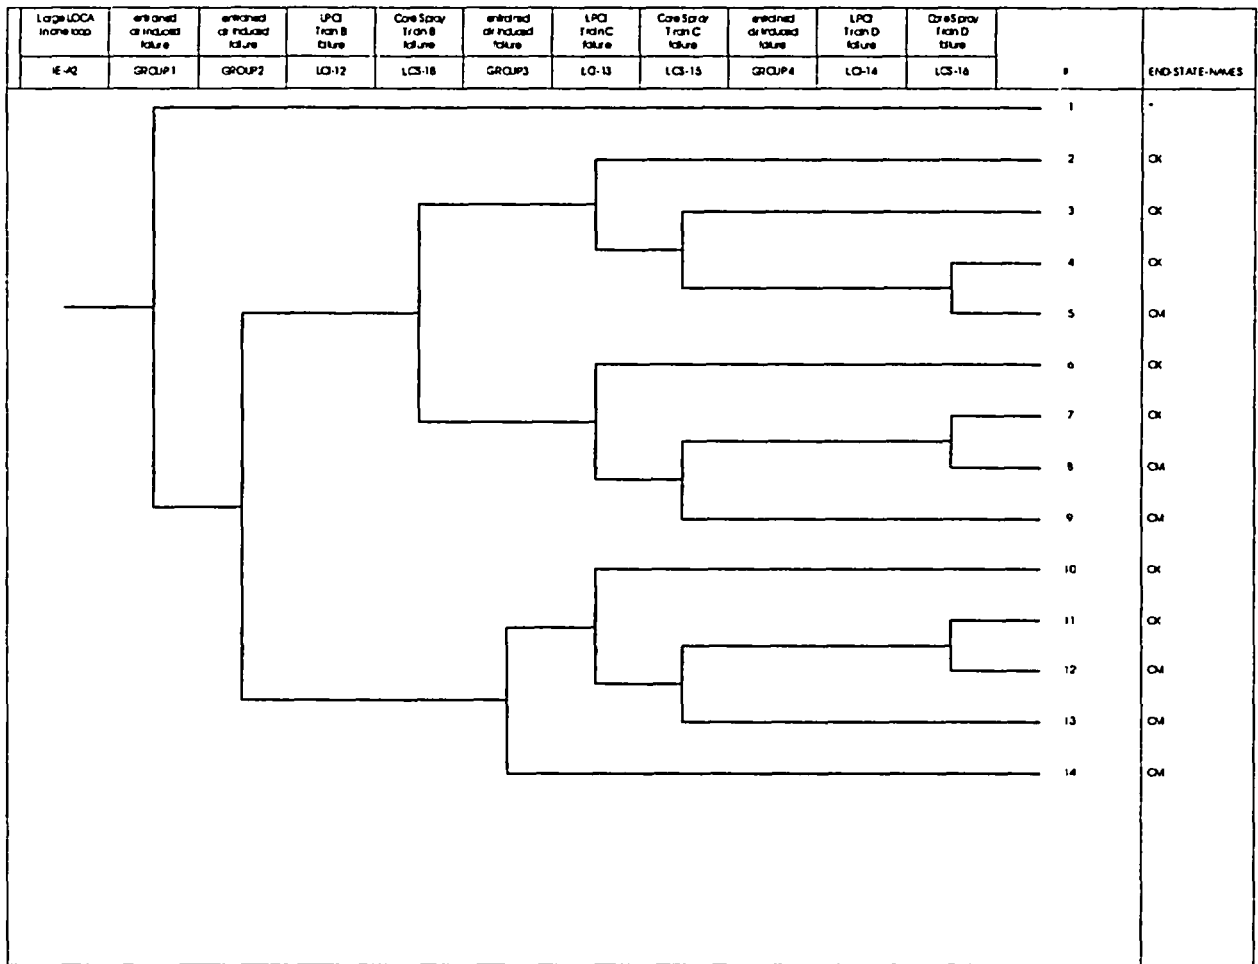 Large LOCA
in one loop
entrained
air induced
failure
entrained
air induced
failure
LPCI
Train B
failure
Core Spray
Train B
failure
entrained
air induced
failure
LPCI
Train C
failure
Core Spray
Train C
failure
entrained
air induced
failure
LPCI
Train D
failure
Core Spray
Train D
failure
IE-A2
GROUP1
GROUP2
LCI-12
GROUP3
LCI-13
LCS-15
GROUP4
LCI-14
LCS-16
#
END-STATE-NAMES
1
2 OK
3 OK
4 OK
5 CM
6 OK
7 OK
8 CM
9 CM
10 OK
11 OK
12 CM
13 CM
14 CM